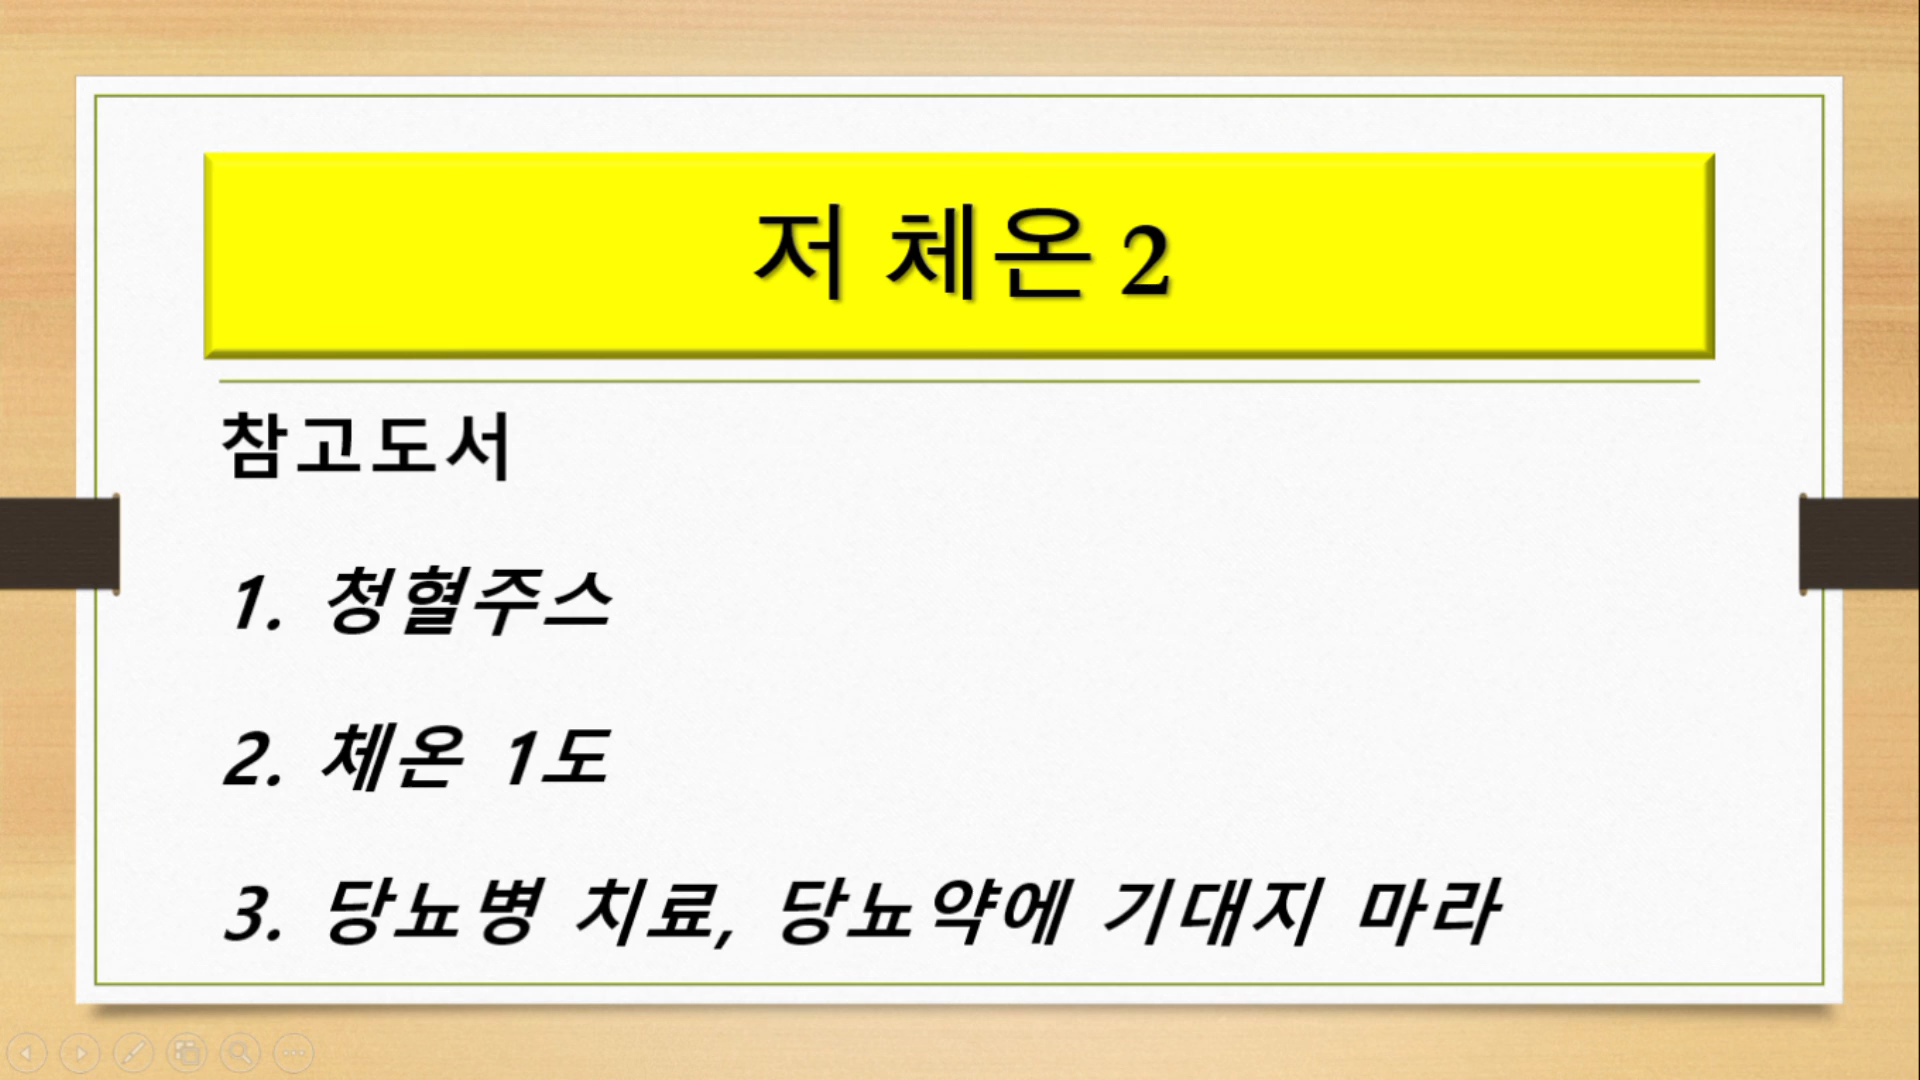 저 체온 2
참고도서
1. 청혈주스
2. 체온 1도
3. 당뇨병 치료, 당뇨약에 기대지 마라